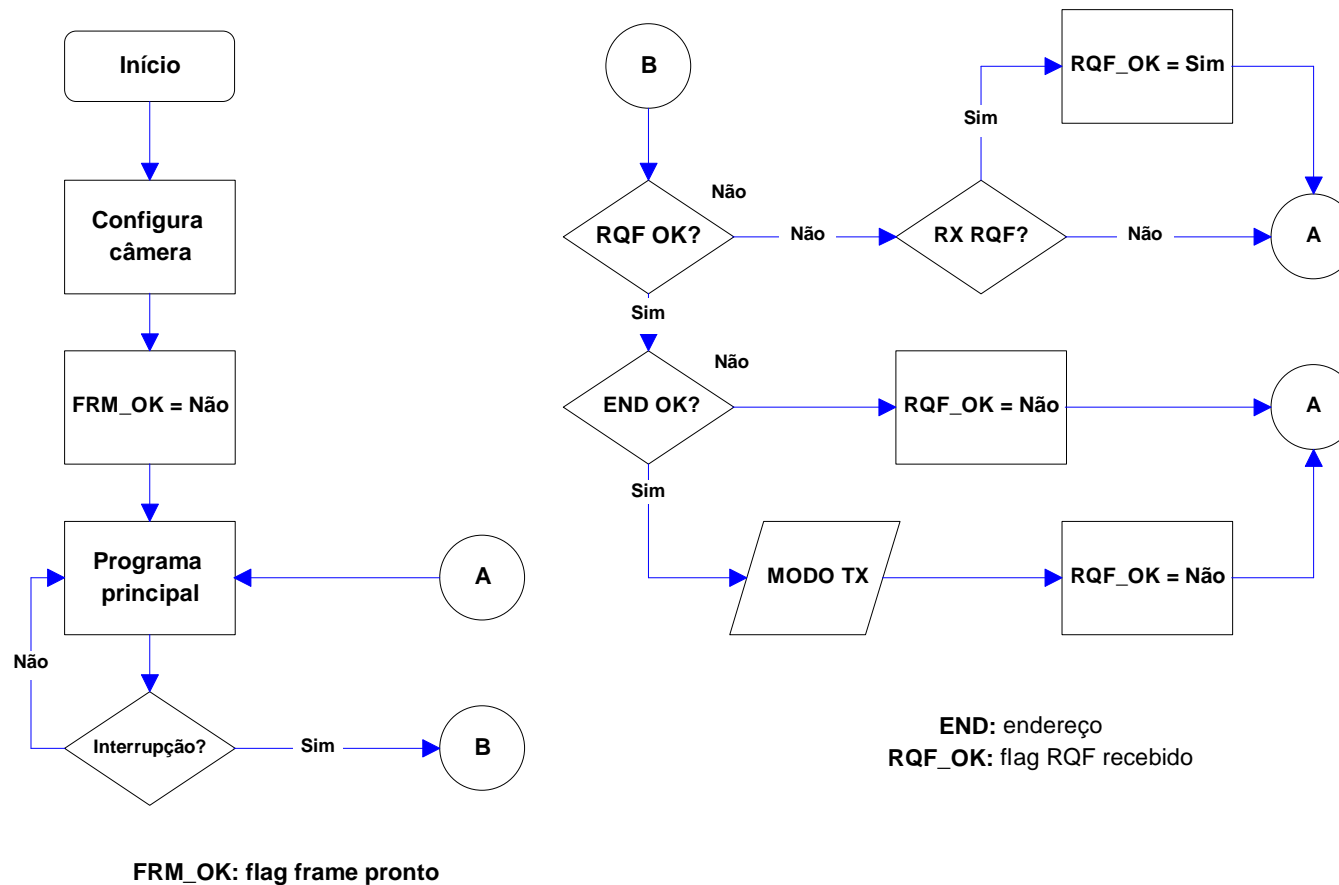 Início
Configura
câmera
FRM_OK = Não
Programa
principal
A
Não
Interrupção?
Sim
B
FRM_OK: flag frame pronto
B
RQF_OK = Sim
Sim
Não
RQF OK?
Não
RX RQF?
Não
A
Sim
Não
END OK?
RQF_OK = Não
A
Sim
MODO TX
RQF_OK = Não
END: endereço
RQF_OK: flag RQF recebido